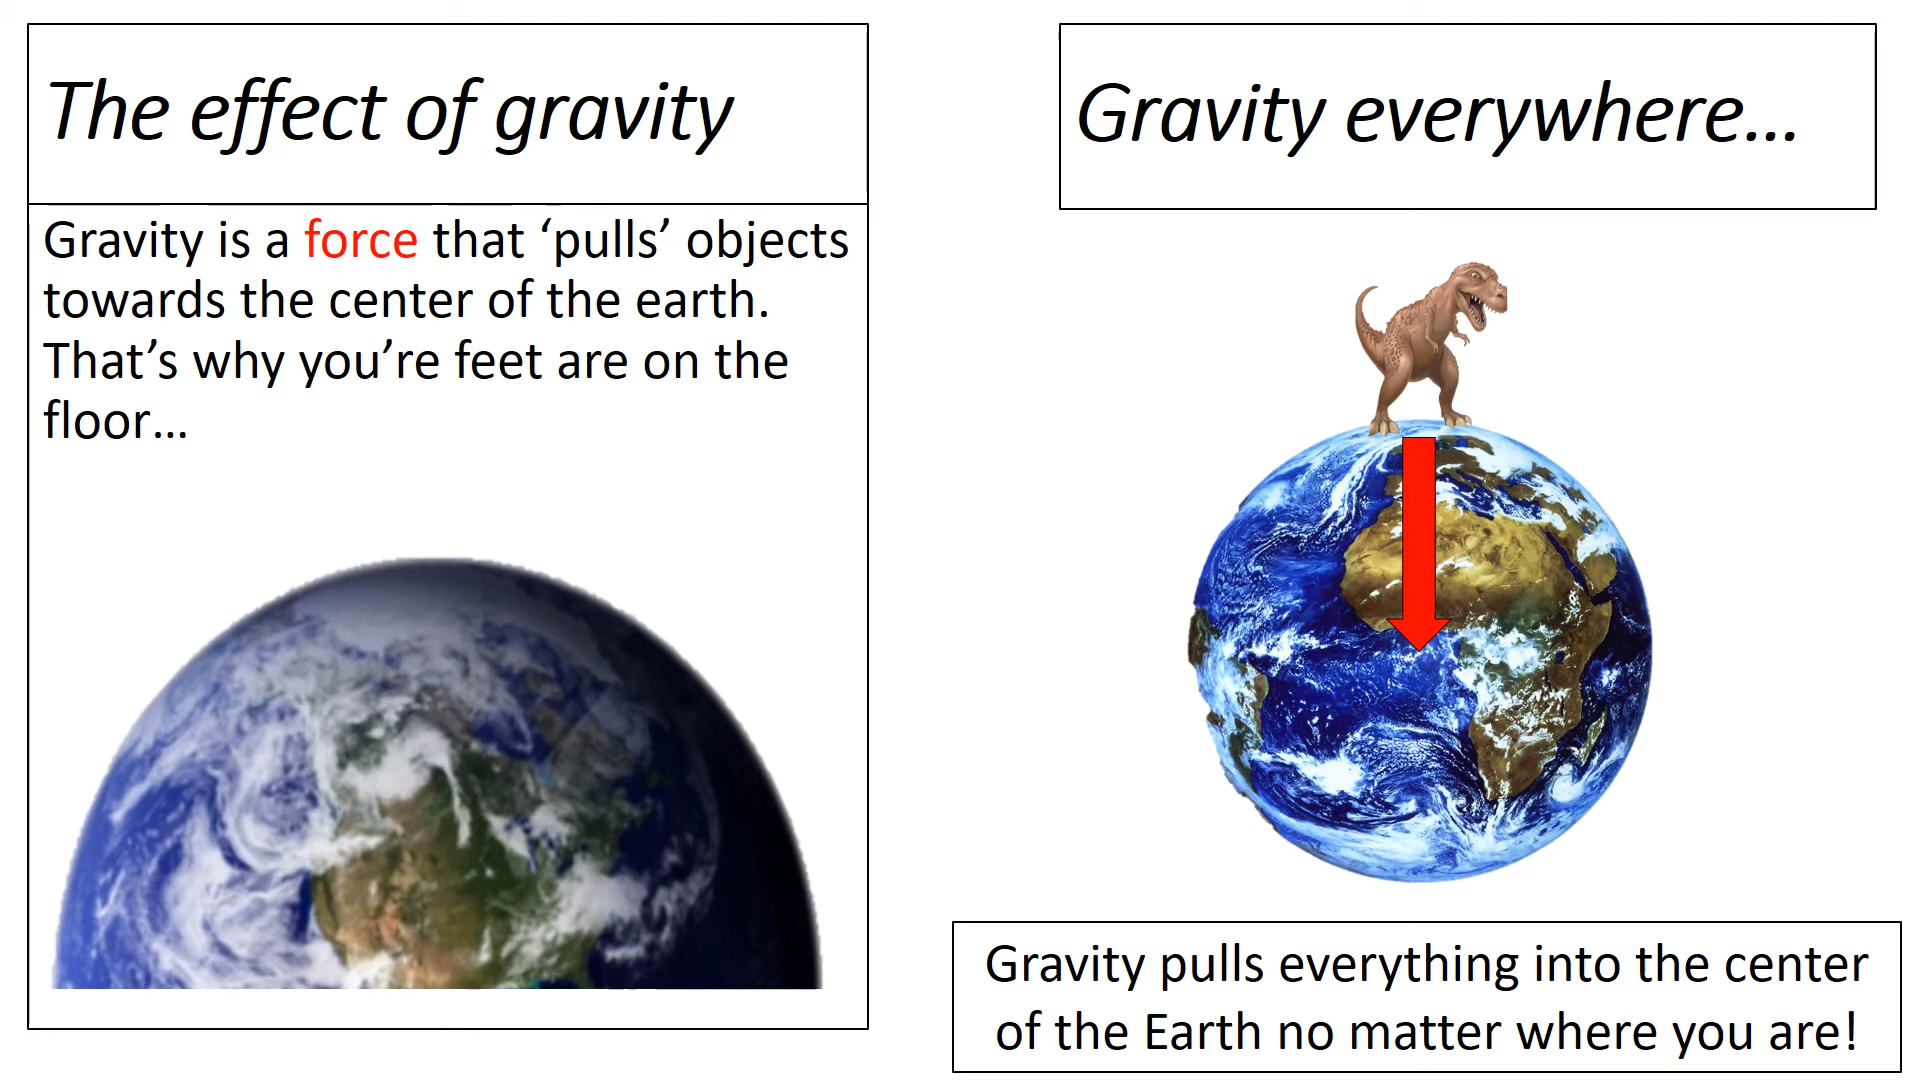 The effect of gravity
Gravity is a force that ‘pulls’ objects
towards the center of the earth.
That’s why you’re feet are on the
floor…
Gravity everywhere…
Gravity pulls everything into the center
of the Earth no matter where you are!